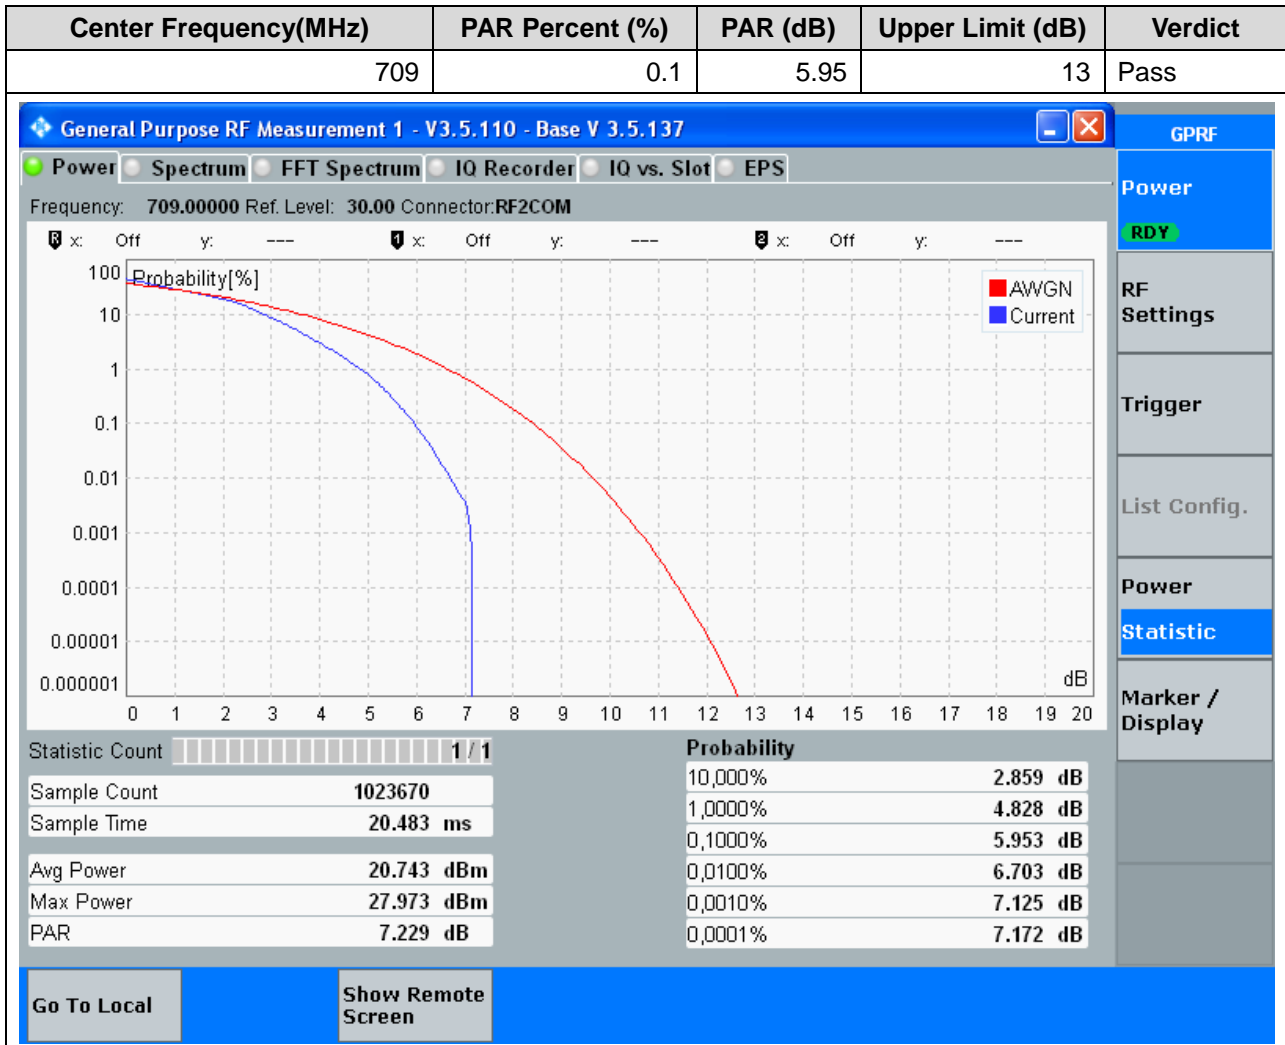 Center Frequency(MHz) PAR Percent (%) PAR (dB) Upper Limit (dB) Verdict
709 0.1 5.95 13 Pass
General Purpose RF Measurement 1 - V3.5.110 - Base V 3.5.137
GPRF
Power Spectrum FFT Spectrum IQ Recorder IQ vs. Slot EPS
Frequency: 709.00000 Ref. Level: 30.00 Connector:RF2COM
R x: Off y: --- 1 x: Off y: --- 2 x: Off y: ---
Probability[%]
AWGN
Current
100
10
1
0.1
0.01
0.001
0.0001
0.00001
0.000001
dB
0 1 2 3 4 5 6 7 8 9 10 11 12 13 14 15 16 17 18 19 20
Statistic Count 1 / 1
Sample Count 1023670
Sample Time 20.483 ms
Avg Power 20.743 dBm
Max Power 27.973 dBm
PAR 7.229 dB
Probability
10,000% 2.859 dB
1,0000% 4.828 dB
0,1000% 5.953 dB
0,0100% 6.703 dB
0,0010% 7.125 dB
0,0001% 7.172 dB
Power
RDY
RF
Settings
Trigger
List Config.
Power
Statistic
Marker /
Display
Go To Local
Show Remote
Screen